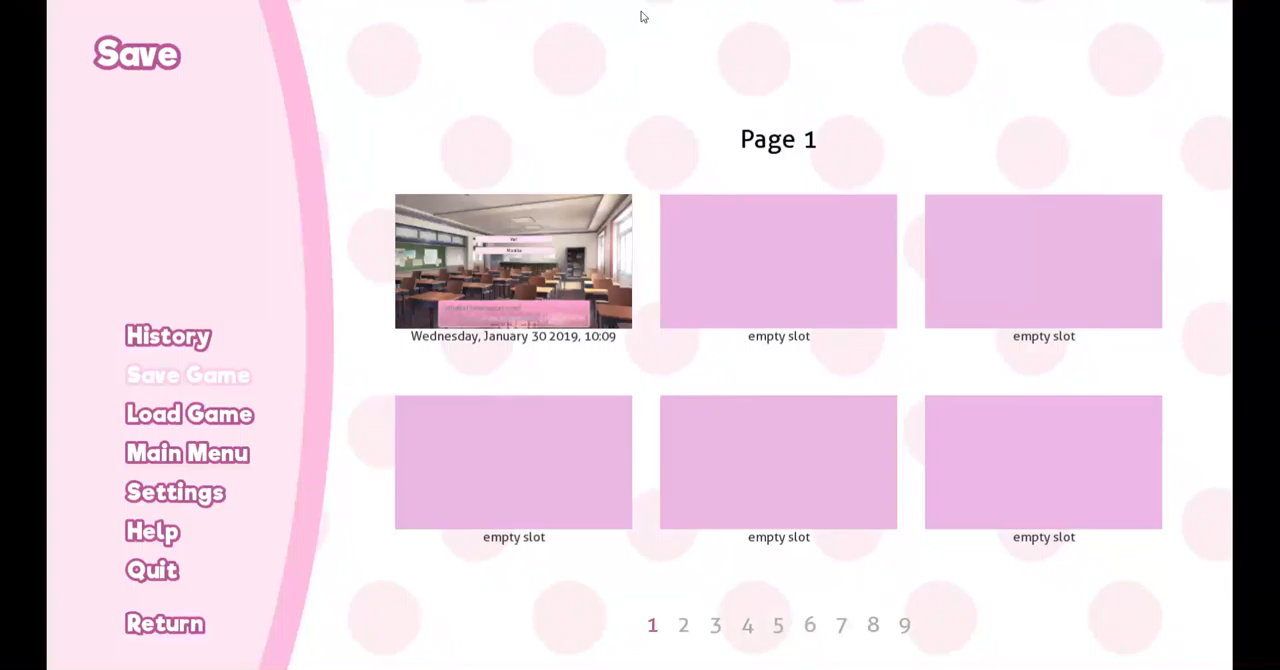 Save
Page 1
Wednesday, January 30 2019, 10:09
empty slot
empty slot
empty slot
empty slot
empty slot
History
Save Game
Load Game
Main Menu
Settings
Help
Quit
Return
1 2 3 4 5 6 7 8 9